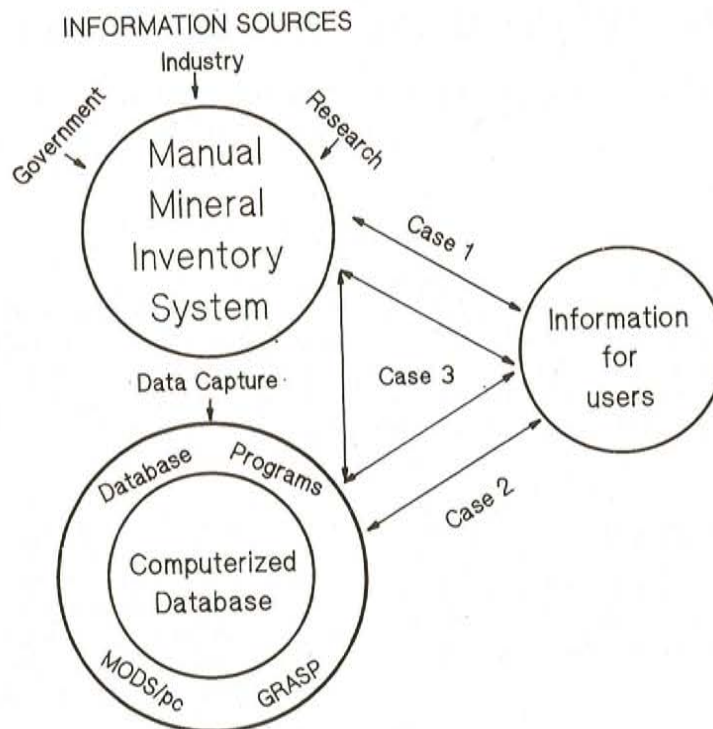 INFORMATION SOURCES
Industry
Government
Research
Manual
Mineral
Inventory
System
Case 1
Information
for
users
Case 3
Data Capture
Case 2
Database Programs
Computerized
Database
MODS/pc GRASP